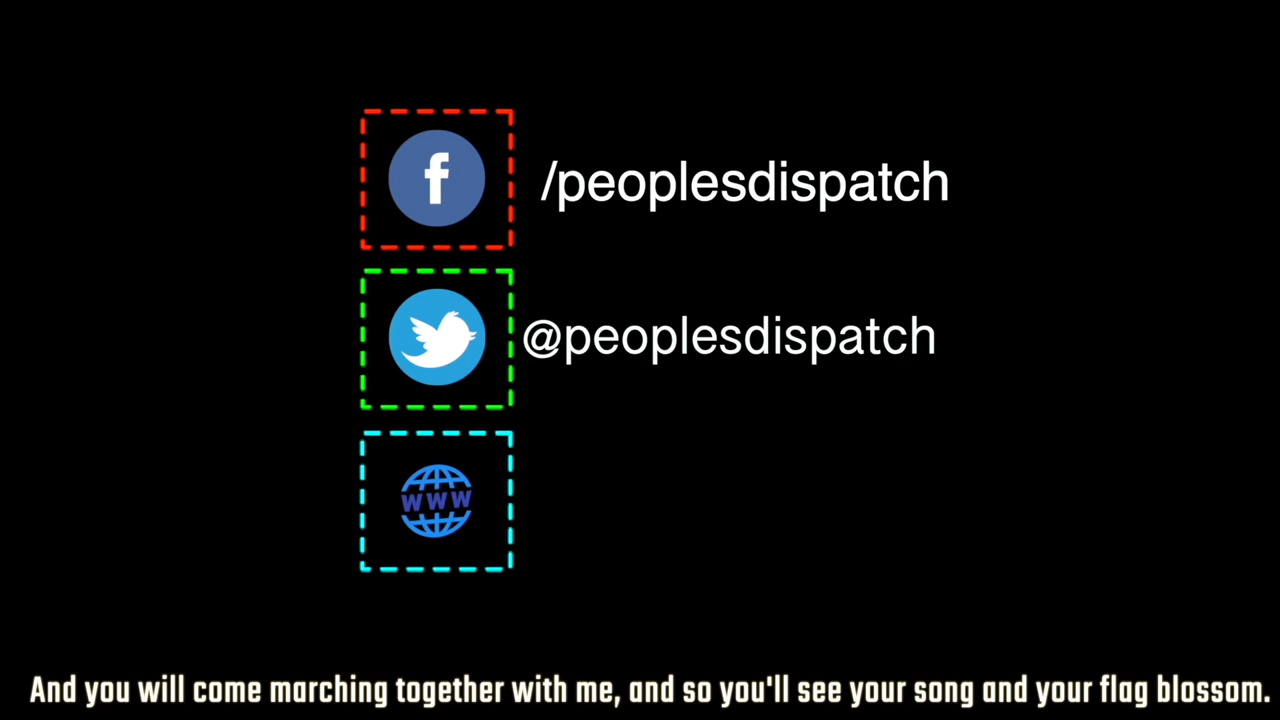 f
/peoplesdispatch
@peoplesdispatch
WWW
And you will come marching together with me, and so you'll see your song and your flag blossom.